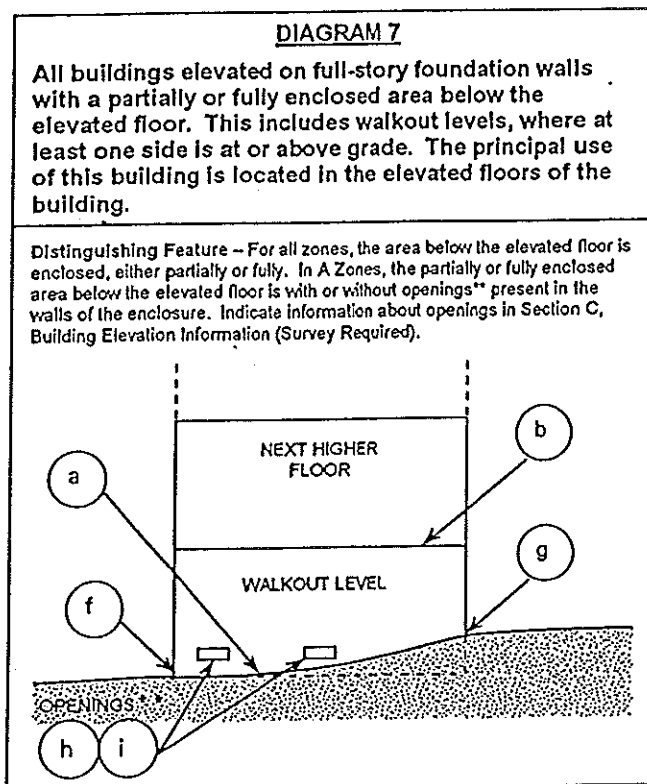 DIAGRAM 7
All buildings elevated on full-story foundation walls
with a partially or fully enclosed area below the
elevated floor. This includes walkout levels, where at
least one side is at or above grade. The principal use
of this building is located in the elevated floors of the
building.
Distinguishing Feature – For all zones, the area below the elevated floor is
enclosed, either partially or fully. In A Zones, the partially or fully enclosed
area below the elevated floor is with or without openings** present in the
walls of the enclosure. Indicate information about openings in Section C,
Building Elevation Information (Survey Required).
NEXT HIGHER
FLOOR
b
a
g
WALKOUT LEVEL
f
OPENINGS**
h i